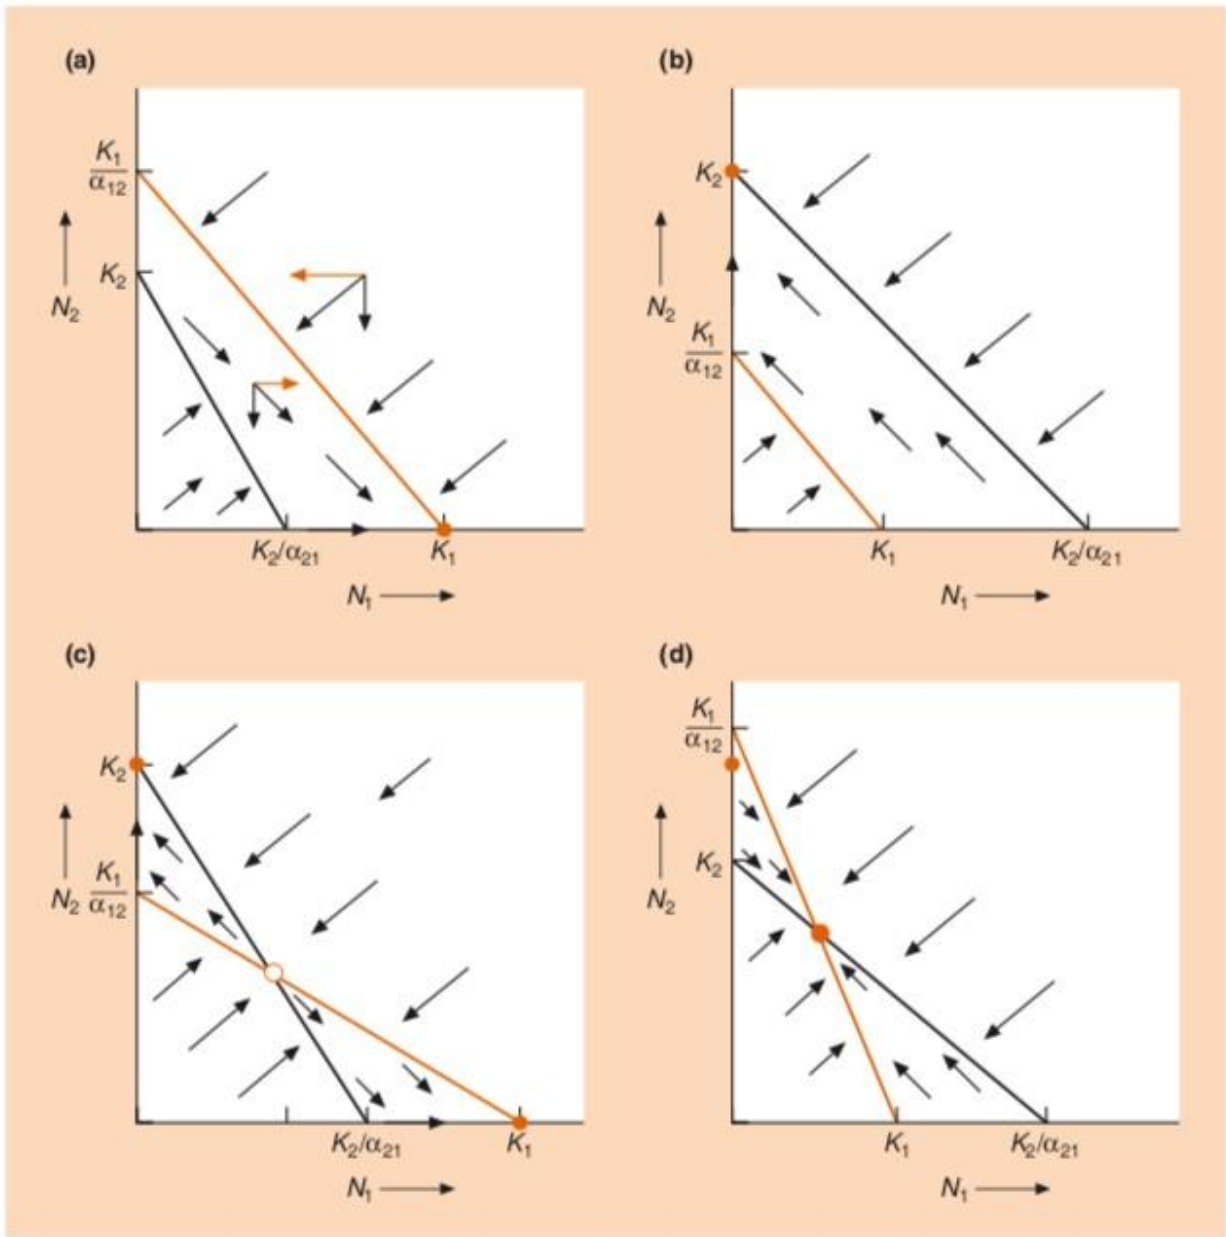 (a)
K₁
α₁₂
K₂
N₂
K₂/α₂₁
K₁
N₁
(b)
K₂
N₂
K₁
α₁₂
K₁
K₂/α₂₁
N₁
(c)
K₂
K₁
N₂ α₁₂
K₂/α₂₁
K₁
N₁
(d)
K₁
α₁₂
K₂
N₂
K₁
K₂/α₂₁
N₁